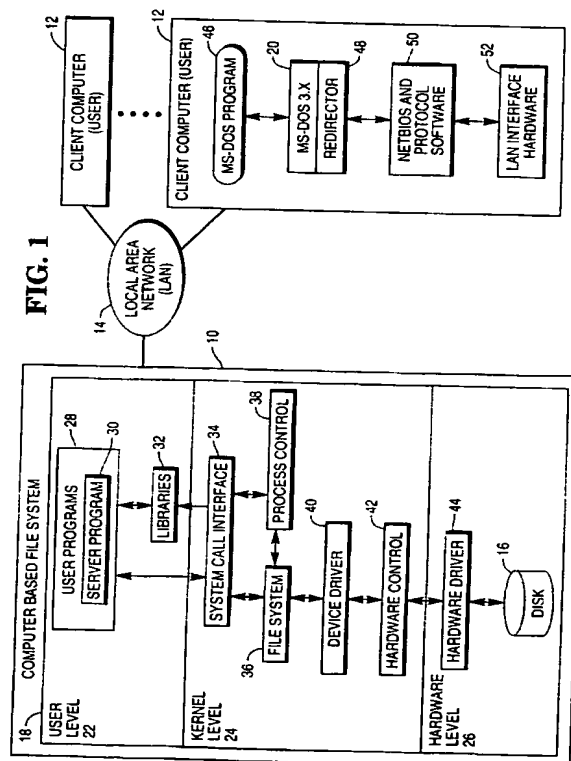 FIG. 1
COMPUTER BASED FILE SYSTEM
18
10
USER
LEVEL
22
28
USER PROGRAMS
30
SERVER PROGRAM
32
LIBRARIES
KERNEL
LEVEL
24
34
SYSTEM CALL INTERFACE
36
FILE SYSTEM
38
PROCESS CONTROL
40
DEVICE DRIVER
42
HARDWARE CONTROL
HARDWARE
LEVEL
26
44
HARDWARE DRIVER
16
DISK
14
LOCAL AREA
NETWORK
(LAN)
12
CLIENT COMPUTER
(USER)
12
CLIENT COMPUTER (USER)
46
MS-DOS PROGRAM
20
MS-DOS 3.X
REDIRECTOR
48
50
NETBIOS AND
PROTOCOL
SOFTWARE
52
LAN INTERFACE
HARDWARE